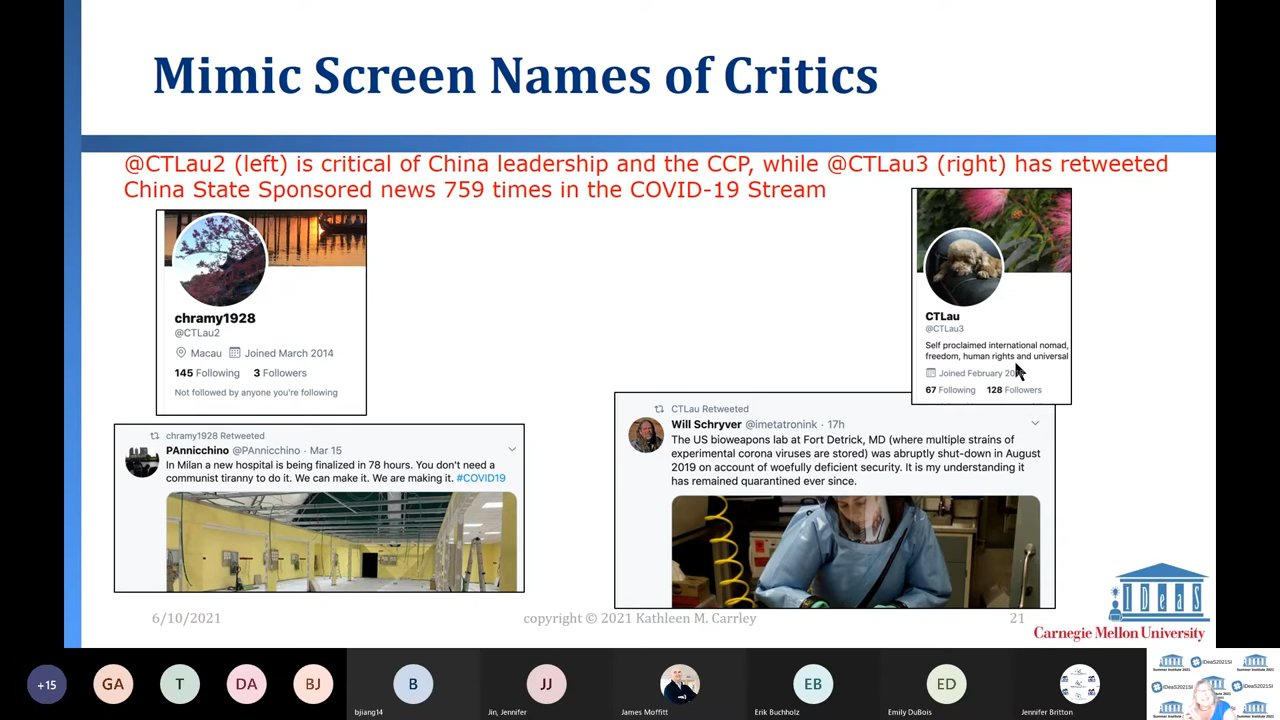 Mimic Screen Names of Critics
@CTLau2 (left) is critical of China leadership and the CCP, while @CTLau3 (right) has retweeted
China State Sponsored news 759 times in the COVID-19 Stream
chramy1928
@CTLau2
Macau Joined March 2014
145 Following 3 Followers
Not followed by anyone you're following
CTLau
@CTLau3
Self proclaimed international nomad,
freedom, human rights and universal
Joined February
67 Following 128 Followers
chramy1928 Retweeted
PAnnicchino @PAnnicchino · Mar 15
In Milan a new hospital is being finalized in 78 hours. You don't need a
communist tiranny to do it. We can make it. We are making it. #COVID19
CTLau Retweeted
Will Schryver @imetatronink · 17h
The US bioweapons lab at Fort Detrick, MD (where multiple strains of
experimental corona viruses are stored) was abruptly shut-down in August
2019 on account of woefully deficient security. It is my understanding it
has remained quarantined ever since.
6/10/2021
copyright © 2021 Kathleen M. Carrley
21
IDeaS
Carnegie Mellon University
+15
GA
T
DA
BJ
B
bjiang14
JJ
Jin, Jennifer
James Moffitt
EB
Erik Buchholz
ED
Emily DuBois
Jennifer Britton
Summer Institute 2021
IDeaS2021SI